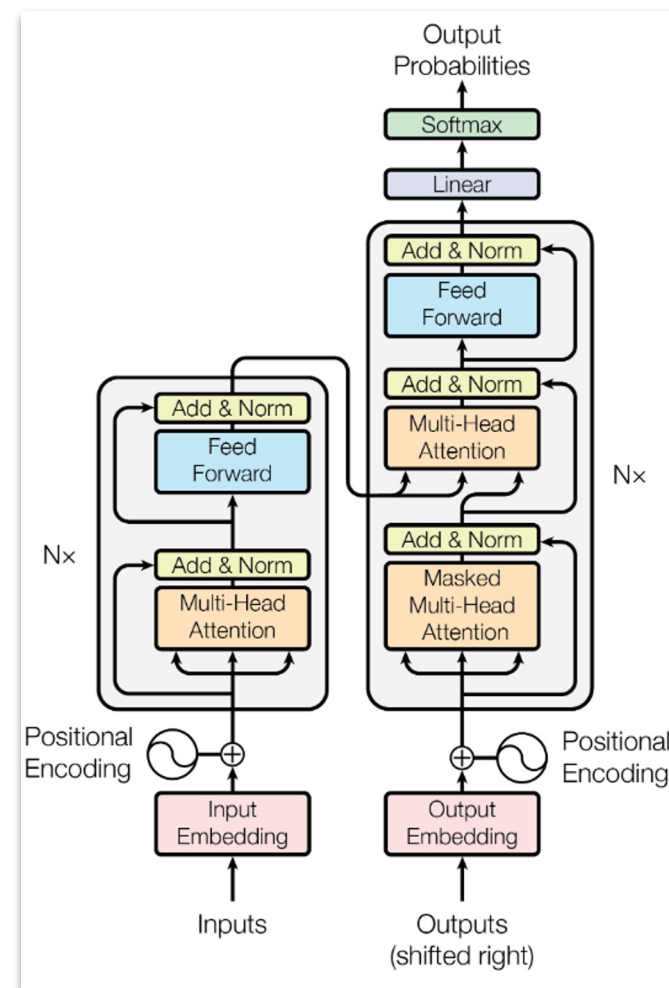 Output
Probabilities
Softmax
Linear
Add & Norm
Feed
Forward
Add & Norm
Multi-Head
Attention
Add & Norm
Masked
Multi-Head
Attention
Nx
Add & Norm
Feed
Forward
Add & Norm
Multi-Head
Attention
Nx
Positional
Encoding
Positional
Encoding
Input
Embedding
Output
Embedding
Inputs
Outputs
(shifted right)